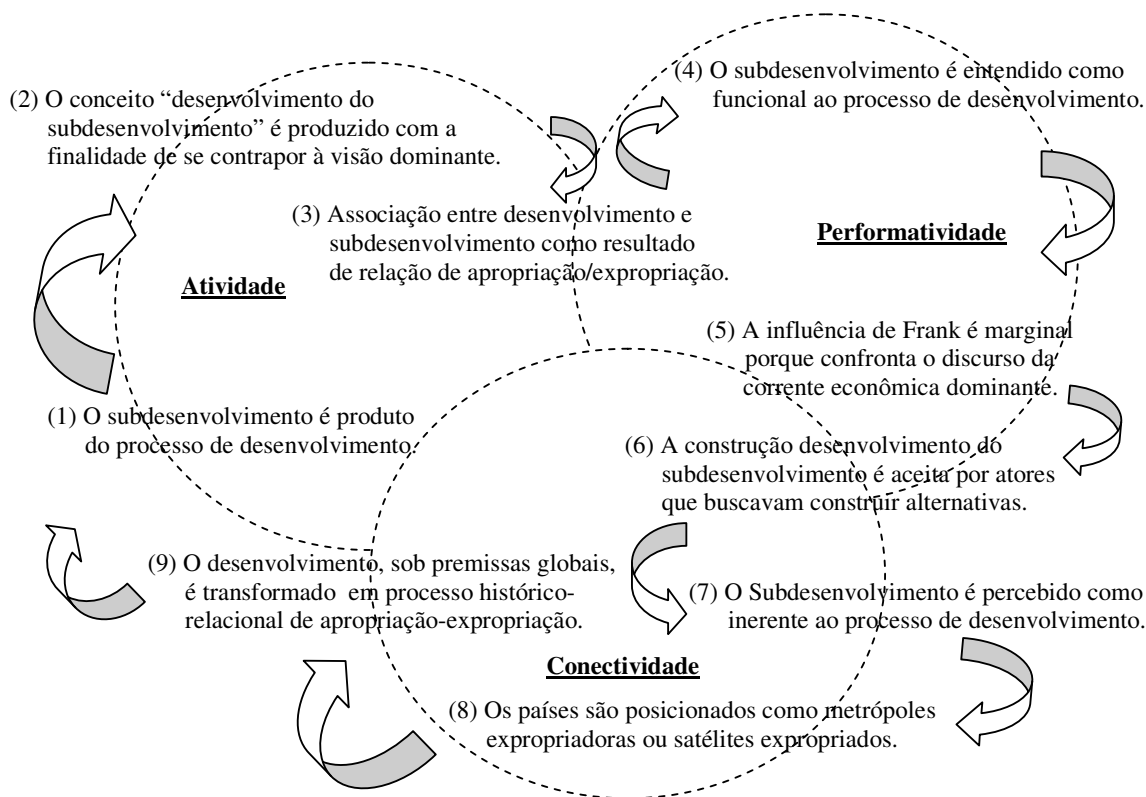 (2) O conceito “desenvolvimento do
subdesenvolvimento” é produzido com a
finalidade de se contrapor à visão dominante.
(4) O subdesenvolvimento é entendido como
funcional ao processo de desenvolvimento.
(3) Associação entre desenvolvimento e
subdesenvolvimento como resultado
de relação de apropriação/expropriação.
Performatividade
Atividade
(5) A influência de Frank é marginal
porque confronta o discurso da
corrente econômica dominante.
(1) O subdesenvolvimento é produto
do processo de desenvolvimento.
(6) A construção desenvolvimento do
subdesenvolvimento é aceita por atores
que buscavam construir alternativas.
(9) O desenvolvimento, sob premissas globais,
é transformado em processo histórico-
relacional de apropriação-expropriação.
(7) O Subdesenvolvimento é percebido como
inerente ao processo de desenvolvimento.
Conectividade
(8) Os países são posicionados como metrópoles
expropriadoras ou satélites expropriados.